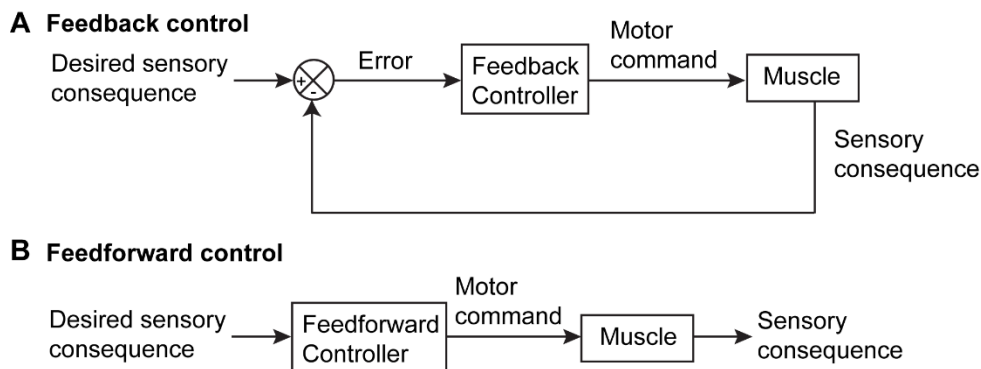 A Feedback control
Desired sensory
consequence
+
-
Error
Feedback
Controller
Motor
command
Muscle
Sensory
consequence
B Feedforward control
Desired sensory
consequence
Feedforward
Controller
Motor
command
Muscle
Sensory
consequence